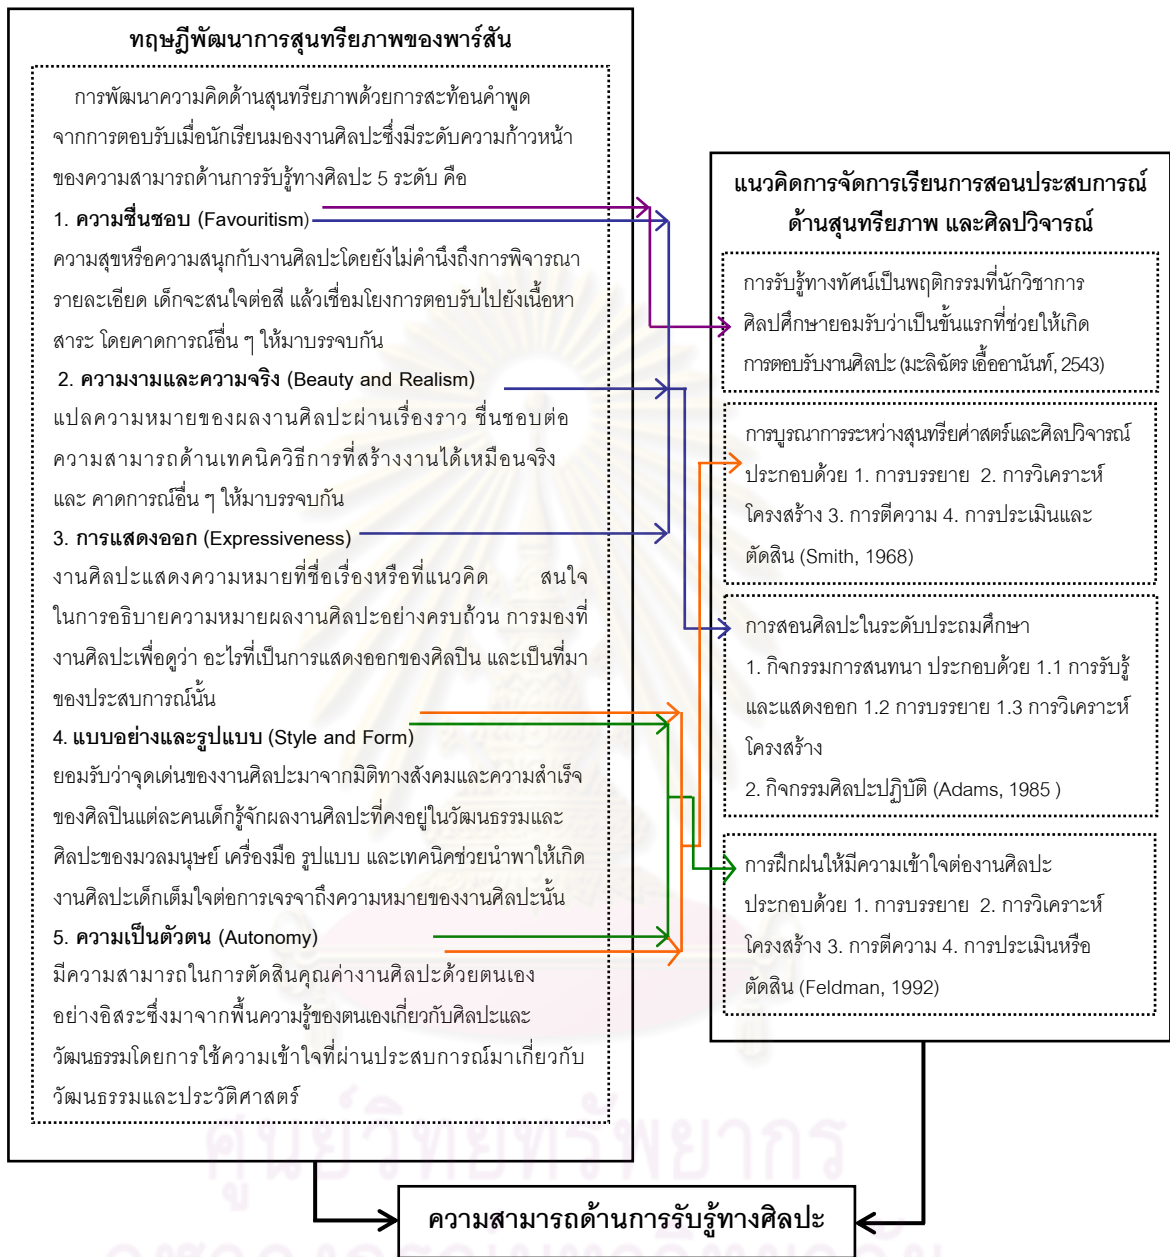 ทฤษฎีพัฒนาการสุนทรียภาพของพาร์สัน
การพัฒนาความคิดด้านสุนทรียภาพด้วยการสะท้อนคำพูด
จากการตอบรับเมื่อนักเรียนมองงานศิลปะซึ่งมีระดับความก้าวหน้า
ของความสามารถด้านการรับรู้ทางศิลปะ 5 ระดับ คือ
1. ความชื่นชอบ (Favouritism)
ความสุขหรือความสนุกกับงานศิลปะโดยยังไม่คำนึงถึงการพิจารณา
รายละเอียด เด็กจะสนใจต่อสี แล้วเชื่อมโยงการตอบรับไปยังเนื้อหา
สาระ โดยคาดการณ์อื่น ๆ ให้มาบรรจบกัน
2. ความงามและความจริง (Beauty and Realism)
แปลความหมายของผลงานศิลปะผ่านเรื่องราว ชื่นชอบต่อ
ความสามารถด้านเทคนิควิธีการที่สร้างงานได้เหมือนจริง
และ คาดการณ์อื่น ๆ ให้มาบรรจบกัน
3. การแสดงออก (Expressiveness)
งานศิลปะแสดงความหมายที่ชื่อเรื่องหรือที่แนวคิด สนใจ
ในการอธิบายความหมายผลงานศิลปะอย่างครบถ้วน การมองที่
งานศิลปะเพื่อดูว่า อะไรที่เป็นการแสดงออกของศิลปิน และเป็นที่มา
ของประสบการณ์นั้น
4. แบบอย่างและรูปแบบ (Style and Form)
ยอมรับว่าจุดเด่นของงานศิลปะมาจากมิติทางสังคมและความสำเร็จ
ของศิลปินแต่ละคนเด็กรู้จักผลงานศิลปะที่คงอยู่ในวัฒนธรรมและ
ศิลปะของมวลมนุษย์ เครื่องมือ รูปแบบ และเทคนิคช่วยนำพาให้เกิด
งานศิลปะเด็กเต็มใจต่อการเจรจาถึงความหมายของงานศิลปะนั้น
5. ความเป็นตัวตน (Autonomy)
มีความสามารถในการตัดสินคุณค่างานศิลปะด้วยตนเอง
อย่างอิสระซึ่งมาจากพื้นความรู้ของตนเองเกี่ยวกับศิลปะและ
วัฒนธรรมโดยการใช้ความเข้าใจที่ผ่านประสบการณ์มาเกี่ยวกับ
วัฒนธรรมและประวัติศาสตร์
แนวคิดการจัดการเรียนการสอนประสบการณ์
ด้านสุนทรียภาพ และศิลปวิจารณ์
การรับรู้ทางทัศน์เป็นพฤติกรรมที่นักวิชาการ
ศิลปศึกษายอมรับว่าเป็นขั้นแรกที่ช่วยให้เกิด
การตอบรับงานศิลปะ (มะลิฉัตร เอื้ออานันท์, 2543)
การบูรณาการระหว่างสุนทรียศาสตร์และศิลปวิจารณ์
ประกอบด้วย 1. การบรรยาย 2. การวิเคราะห์
โครงสร้าง 3. การตีความ 4. การประเมินและ
ตัดสิน (Smith, 1968)
การสอนศิลปะในระดับประถมศึกษา
1. กิจกรรมการสนทนา ประกอบด้วย 1.1 การรับรู้
และแสดงออก 1.2 การบรรยาย 1.3 การวิเคราะห์
โครงสร้าง
2. กิจกรรมศิลปะปฏิบัติ (Adams, 1985 )
การฝึกฝนให้มีความเข้าใจต่องานศิลปะ
ประกอบด้วย 1. การบรรยาย 2. การวิเคราะห์
โครงสร้าง 3. การตีความ 4. การประเมินหรือ
ตัดสิน (Feldman, 1992)
ศูนย์วิทยทรัพยากร
ความสามารถด้านการรับรู้ทางศิลปะ
จุฬาลงกรณ์มหาวิทยาลัย